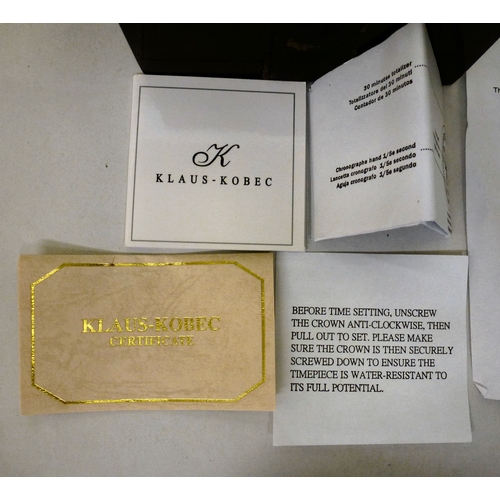 K
KLAUS-KOBEC
30 minutes totalizer
Totalizzatore dei 30 minuti
Contador de 30 minutos
Chronographe hand 1/5e second
Lancetta cronografo 1/5e secondo
Aguja cronografo 1/5e segundo
KLAUS-KOBEC
CERTIFICATE
BEFORE TIME SETTING, UNSCREW
THE CROWN ANTI-CLOCKWISE, THEN
PULL OUT TO SET. PLEASE MAKE
SURE THE CROWN IS THEN SECURELY
SCREWED DOWN TO ENSURE THE
TIMEPIECE IS WATER-RESISTANT TO
ITS FULL POTENTIAL.